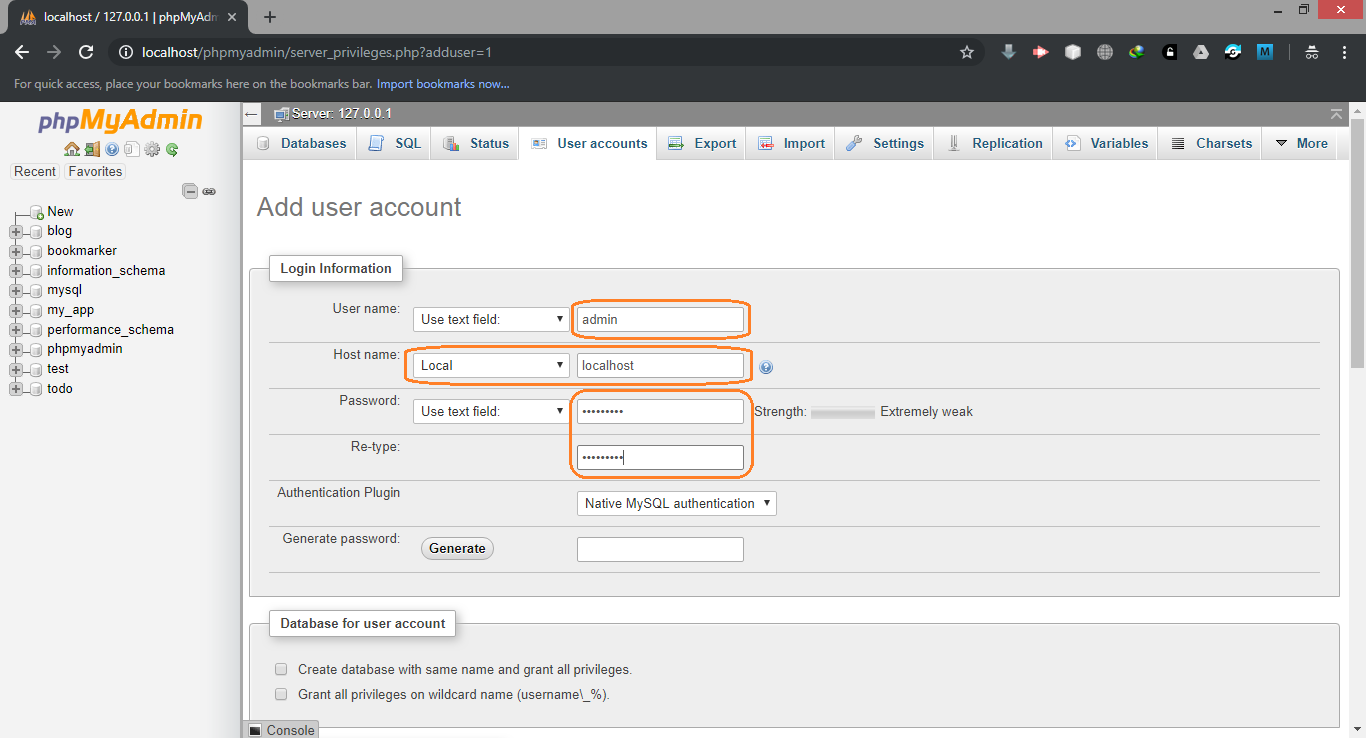 localhost / 127.0.0.1 | phpMyAdm
localhost/phpmyadmin/server_privileges.php?adduser=1
M
For quick access, place your bookmarks here on the bookmarks bar. Import bookmarks now...
phpMyAdmin
Recent Favorites
New
blog
bookmarker
information_schema
mysql
my_app
performance_schema
phpmyadmin
test
todo
Server: 127.0.0.1
Databases SQL Status User accounts Export Import Settings Replication Variables Charsets More
Add user account
Login Information
User name: Use text field: admin
Host name: Local localhost
Password: Use text field: ••••••••• Strength: Extremely weak
Re-type: •••••••••
Authentication Plugin Native MySQL authentication
Generate password: Generate
Database for user account
Create database with same name and grant all privileges.
Grant all privileges on wildcard name (username\_%).
Console